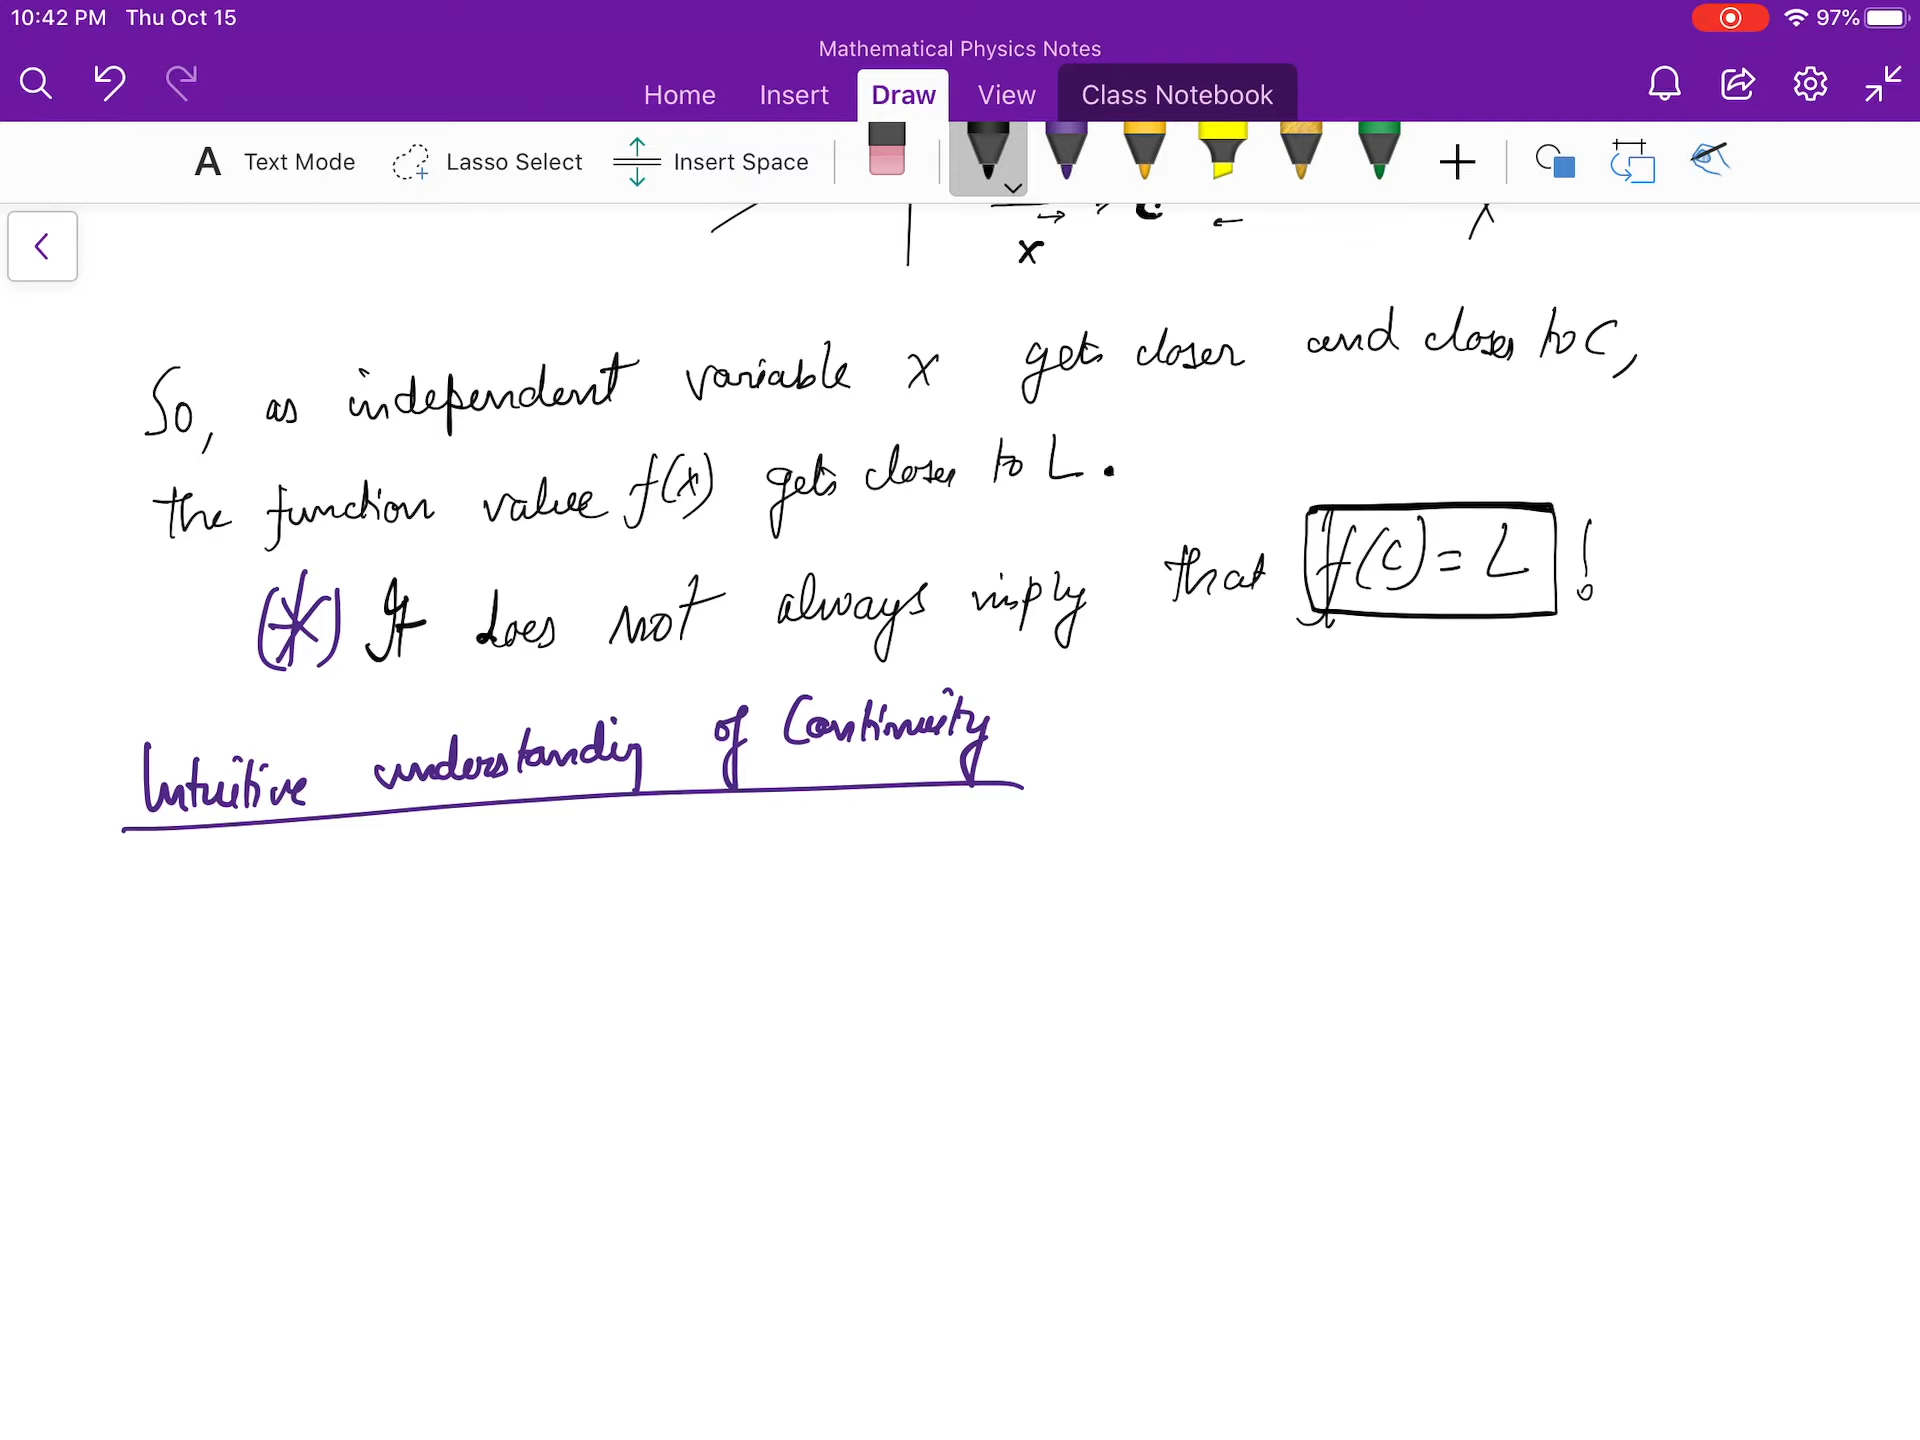 10:42 PM Thu Oct 15 97%
Mathematical Physics Notes
Home Insert Draw View Class Notebook
A Text Mode Lasso Select Insert Space
x
So, as independent variable x gets closer and closer to C,
the function value f(x) gets closer to L.
(*) It does not always imply that f(C) = L !
Intuitive understanding of Continuity